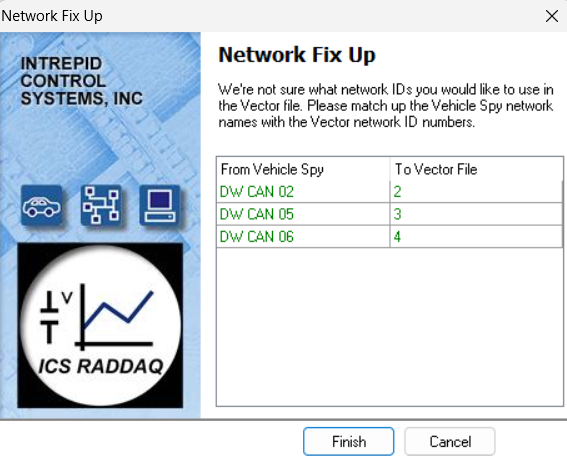 Network Fix Up
INTREPID
CONTROL
SYSTEMS, INC
Network Fix Up
We're not sure what network IDs you would like to use in
the Vector file. Please match up the Vehicle Spy network
names with the Vector network ID numbers.
From Vehicle Spy To Vector File
DW CAN 02 2
DW CAN 05 3
DW CAN 06 4
V
ICS RADDAQ
Finish Cancel